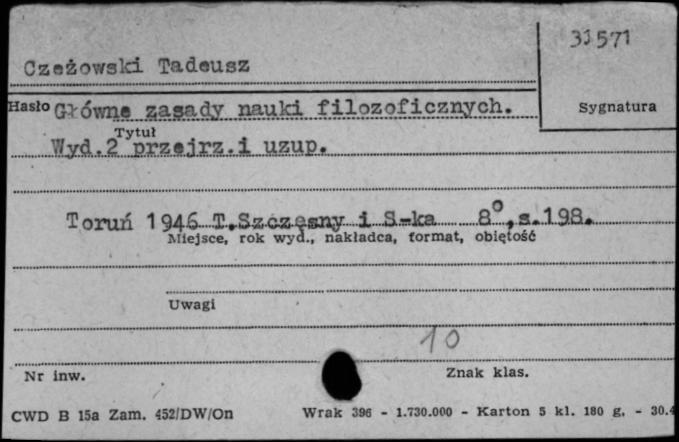 33571
Czeżowski Tadeusz
Hasło Główne zasady nauki filozoficznych.
Sygnatura
Tytuł
Wyd.2 przejrz.i uzup.
Toruń 1946 T.Szczęsny i S-ka 8°,s.198.
Miejsce, rok wyd., nakładca, format, objętość
Uwagi
10
Nr inw.
Znak klas.
CWD B 15a Zam. 452/DW/On Wrak 396 - 1.730.000 - Karton 5 kl. 180 g. - 30.4